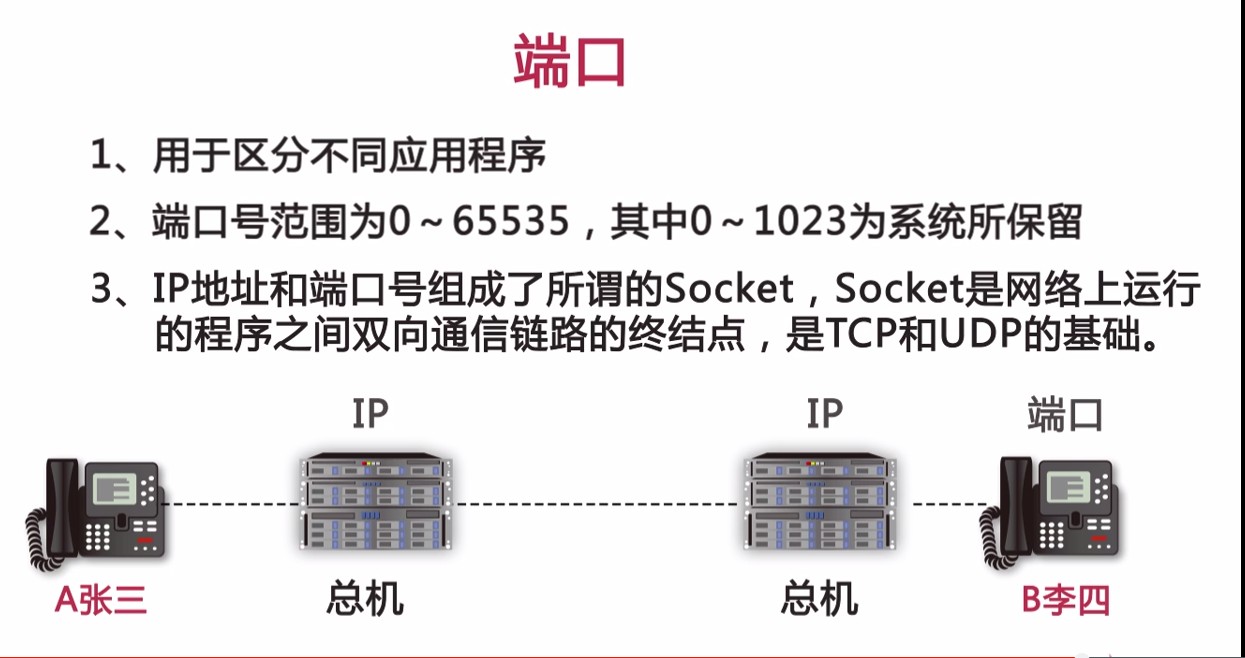 端口
1、用于区分不同应用程序
2、端口号范围为0～65535，其中0～1023为系统所保留
3、IP地址和端口号组成了所谓的Socket，Socket是网络上运行
的程序之间双向通信链路的终结点，是TCP和UDP的基础。
IP
IP
端口
A张三
总机
总机
B李四